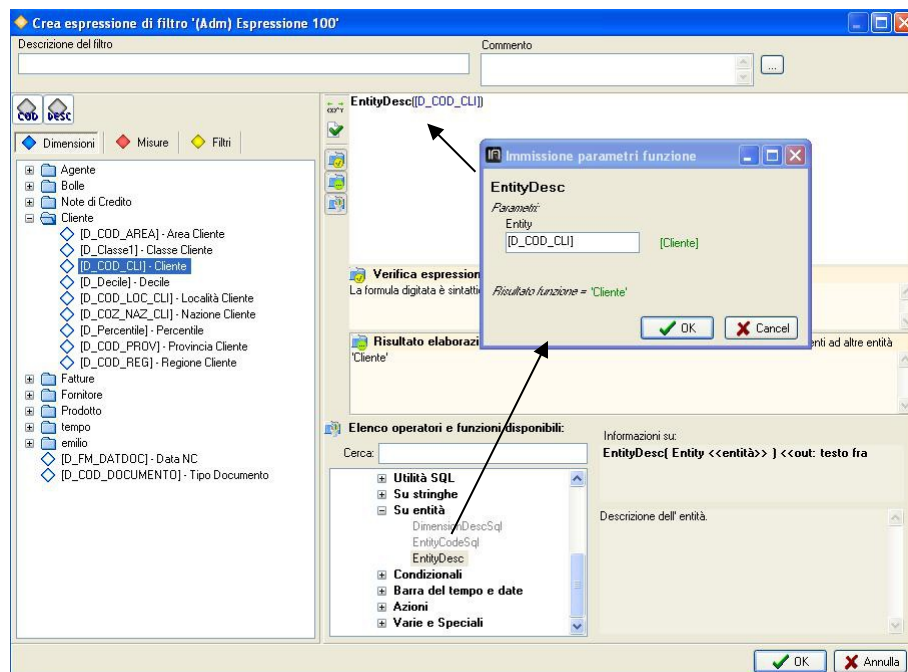 Crea espressione di filtro '(Adm) Espressione 100'
Descrizione del filtro
Commento
...
COD
DESC
Dimensioni
Misure
Filtri
Agente
Bolle
Note di Credito
Cliente
[D_COD_AREA] - Area Cliente
[D_Classe1] - Classe Cliente
[D_COD_CLI] - Cliente
[D_Decile] - Decile
[D_COD_LOC_CLI] - Località Cliente
[D_COZ_NAZ_CLI] - Nazione Cliente
[D_Percentile] - Percentile
[D_COD_PROV] - Provincia Cliente
[D_COD_REG] - Regione Cliente
Fatture
Fornitore
Prodotto
tempo
emilio
[D_FM_DATDOC] - Data NC
[D_COD_DOCUMENTO] - Tipo Documento
EntityDesc([D_COD_CLI])
Immissione parametri funzione
EntityDesc
Parametri:
Entity
[D_COD_CLI]
[Cliente]
Risultato funzione = 'Cliente'
OK
Cancel
Verifica espression
La formula digitata è sintatti
Risultato elaborazi
enti ad altre entità
'Cliente'
Elenco operatori e funzioni disponibili:
Cerca:
Utilità SQL
Su stringhe
Su entità
DimensionDescSql
EntityCodeSql
EntityDesc
Condizionali
Barra del tempo e date
Azioni
Varie e Speciali
Informazioni su:
EntityDesc( Entity <<entità>> ) <<out: testo fra
Descrizione dell' entità.
OK
Annulla